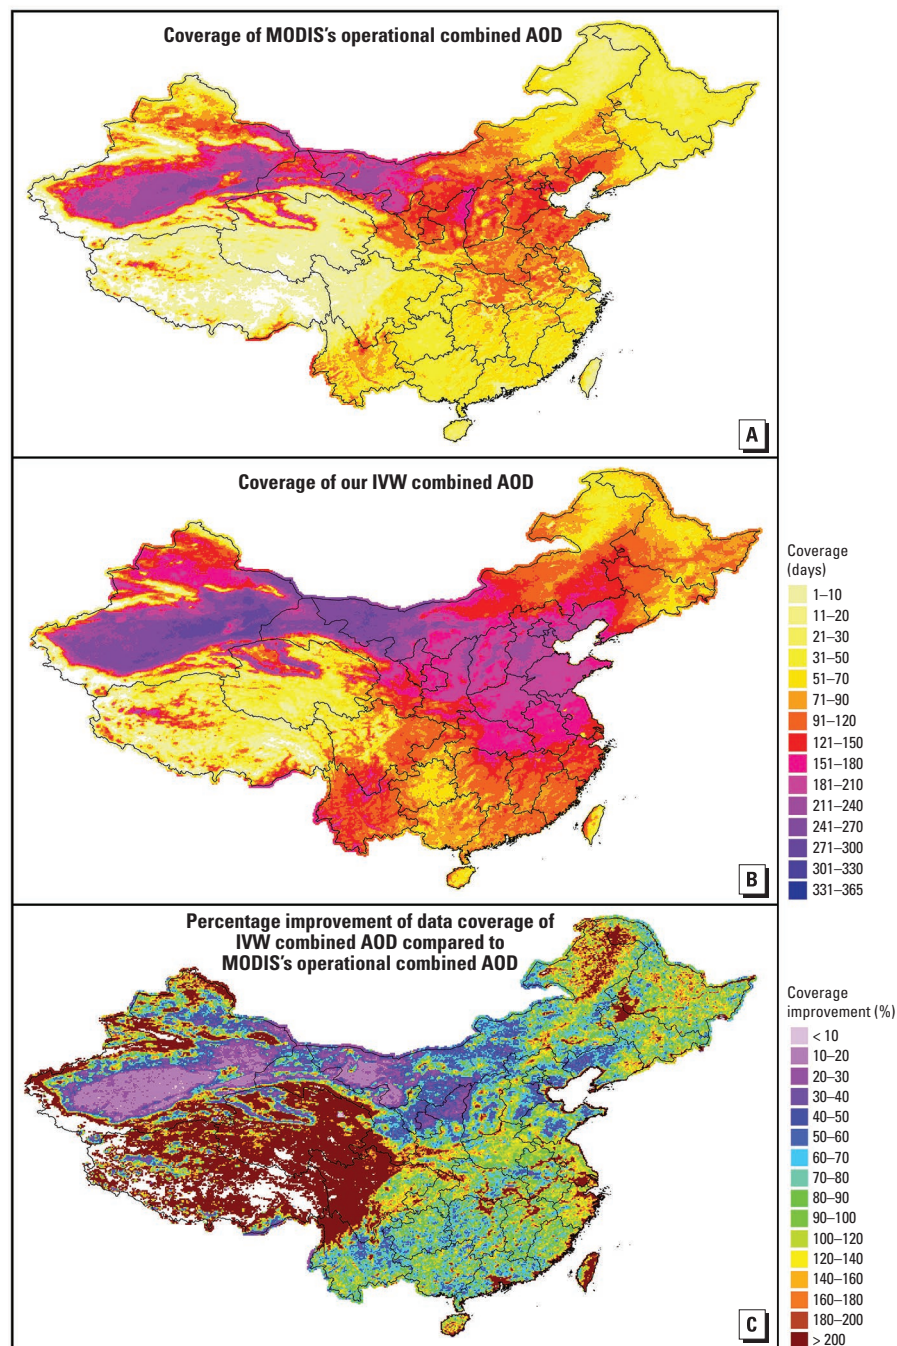 Coverage of MODIS's operational combined AOD
A
Coverage of our IVW combined AOD
B
Coverage
(days)
1–10
11–20
21–30
31–50
51–70
71–90
91–120
121–150
151–180
181–210
211–240
241–270
271–300
301–330
331–365
Percentage improvement of data coverage of
IVW combined AOD compared to
MODIS's operational combined AOD
C
Coverage
improvement (%)
< 10
10–20
20–30
30–40
40–50
50–60
60–70
70–80
80–90
90–100
100–120
120–140
140–160
160–180
180–200
> 200